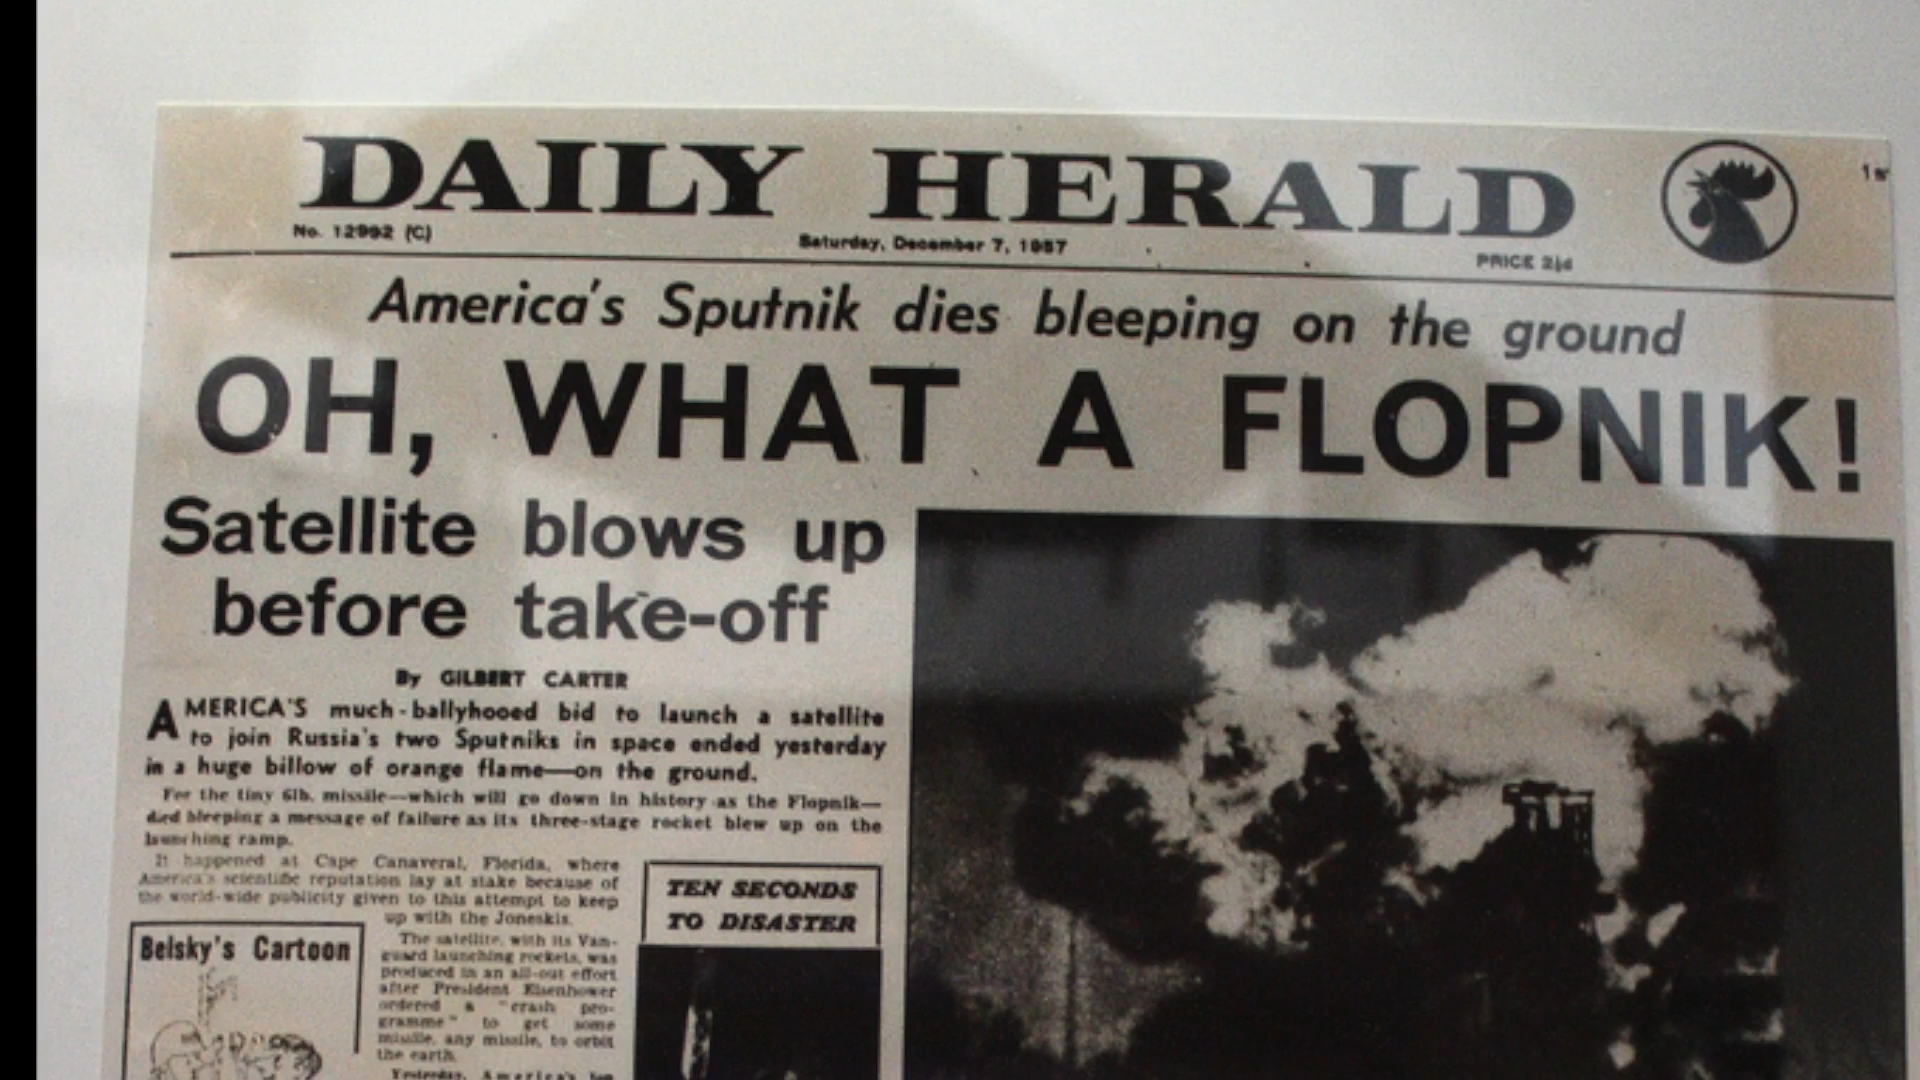 DAILY HERALD
No. 12992 (C)
Saturday, December 7, 1957
PRICE 2½d
America's Sputnik dies bleeping on the ground
OH, WHAT A FLOPNIK!
Satellite blows up
before take-off
By GILBERT CARTER
AMERICA'S much-ballyhooed bid to launch a satellite
to join Russia's two Sputniks in space ended yesterday
in a huge billow of orange flame—on the ground.
For the tiny 6lb. missile—which will go down in history as the Flopnik—
died bleeping a message of failure as its three-stage rocket blew up on the
launching ramp.
It happened at Cape Canaveral, Florida, where
America's scientific reputation lay at stake because of
the world-wide publicity given to this attempt to keep
up with the Joneskis.
The satellite, with its Van-
guard launching rockets, was
produced in an all-out effort
after President Eisenhower
ordered a "crash pro-
gramme" to get some
missile, any missile, to orbit
the earth.
Yesterday, America's
TEN SECONDS
TO DISASTER
Belsky's Cartoon